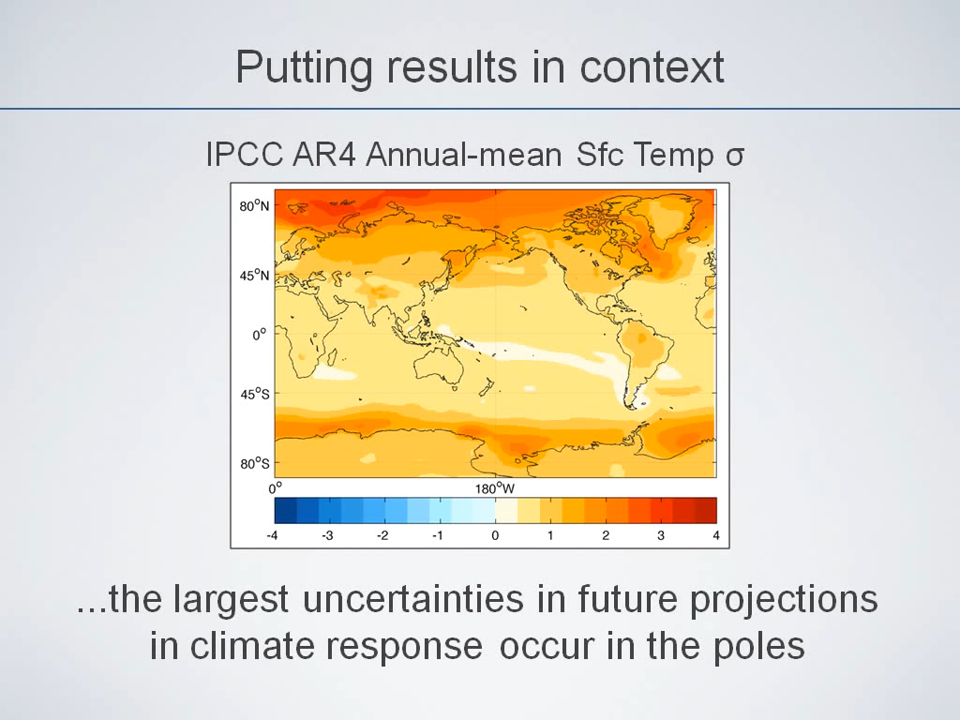 Putting results in context
IPCC AR4 Annual-mean Sfc Temp σ
80°N
45°N
0°
45°S
80°S
0° 180°W
-4 -3 -2 -1 0 1 2 3 4
...the largest uncertainties in future projections
in climate response occur in the poles